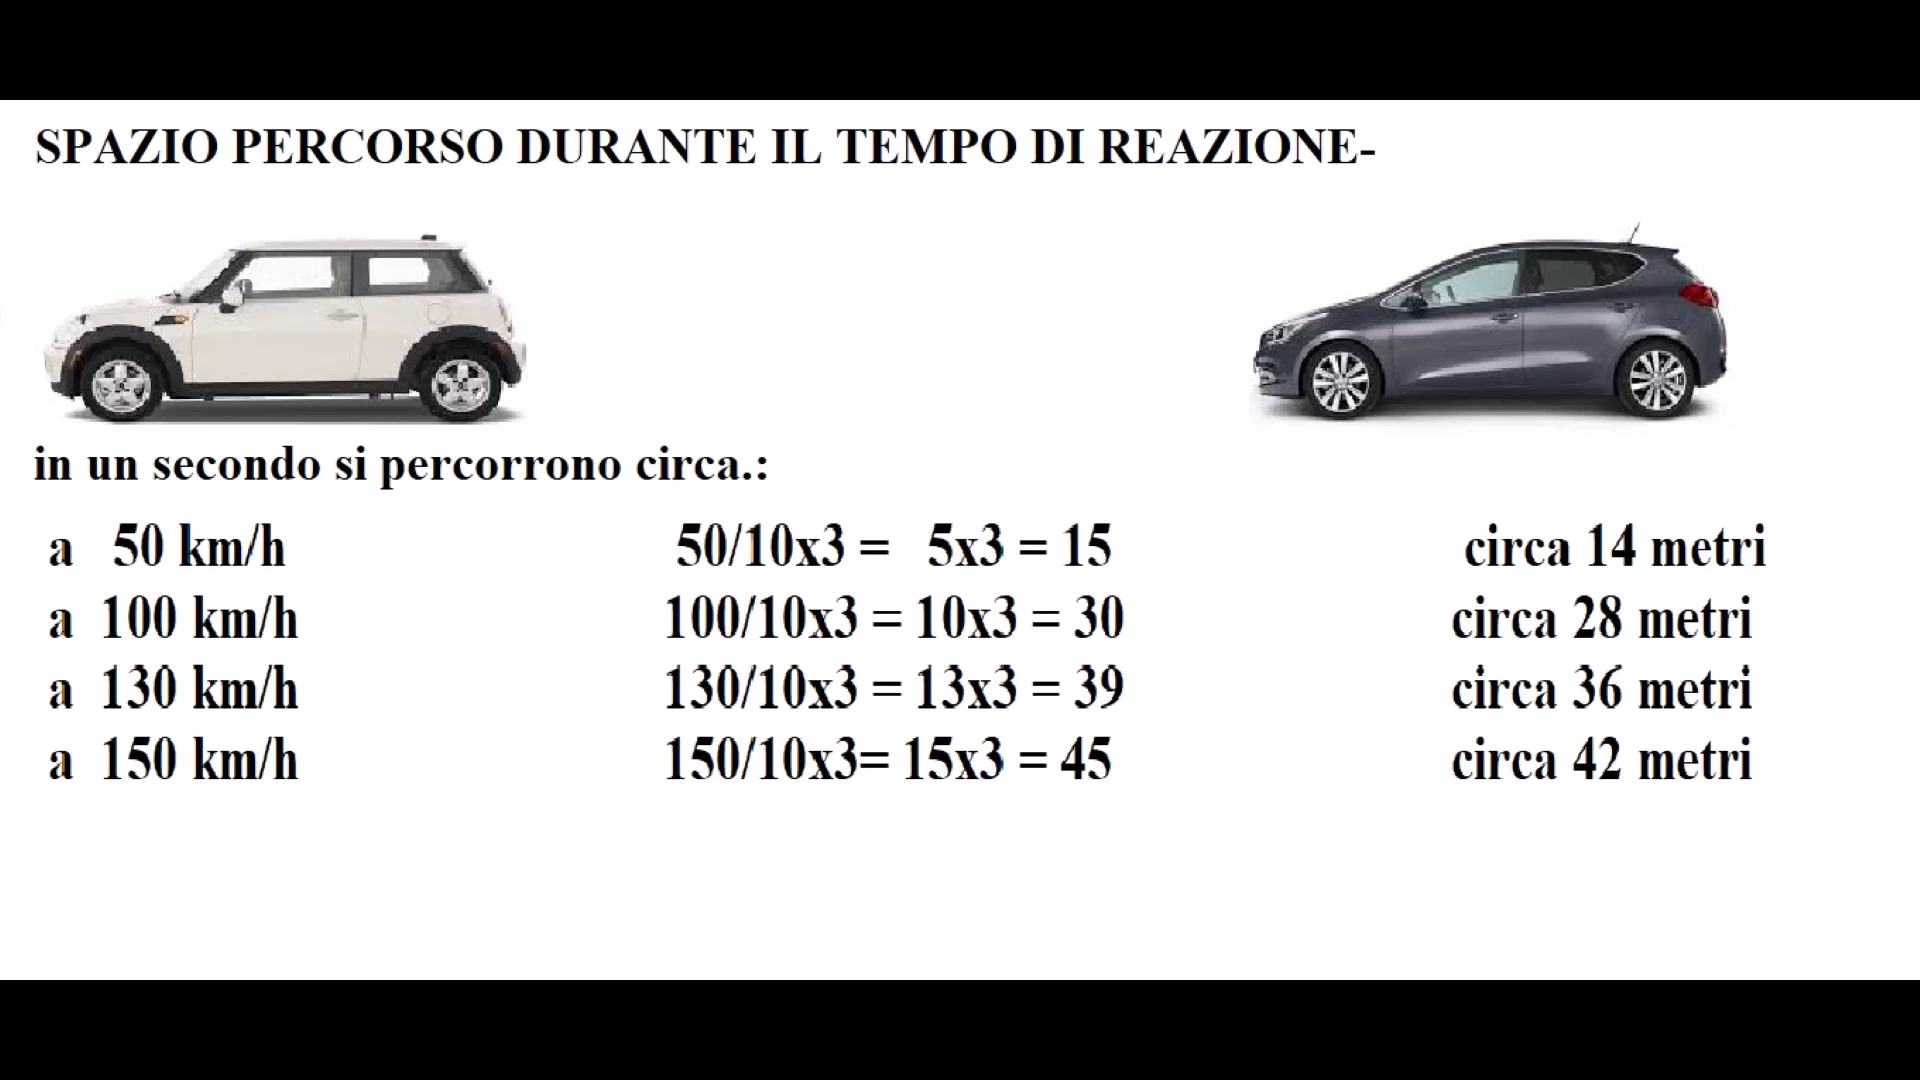 SPAZIO PERCORSO DURANTE IL TEMPO DI REAZIONE-
in un secondo si percorrono circa.:
a 50 km/h 50/10x3 = 5x3 = 15 circa 14 metri
a 100 km/h 100/10x3 = 10x3 = 30 circa 28 metri
a 130 km/h 130/10x3 = 13x3 = 39 circa 36 metri
a 150 km/h 150/10x3= 15x3 = 45 circa 42 metri